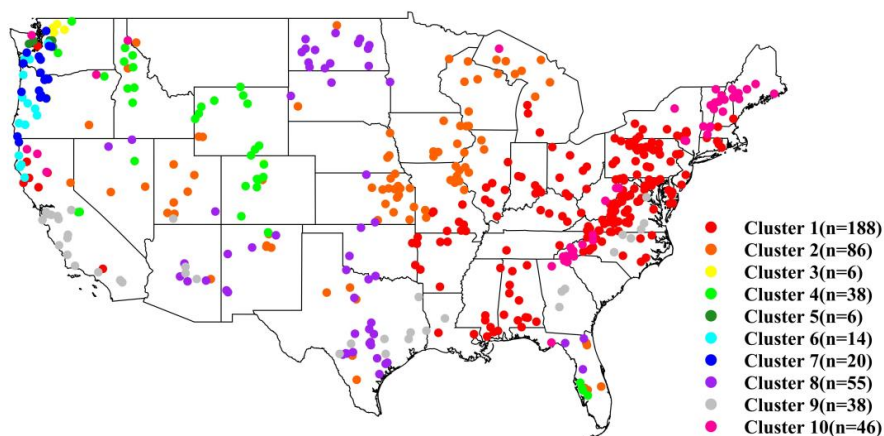 Cluster 1(n=188)
Cluster 2(n=86)
Cluster 3(n=6)
Cluster 4(n=38)
Cluster 5(n=6)
Cluster 6(n=14)
Cluster 7(n=20)
Cluster 8(n=55)
Cluster 9(n=38)
Cluster 10(n=46)